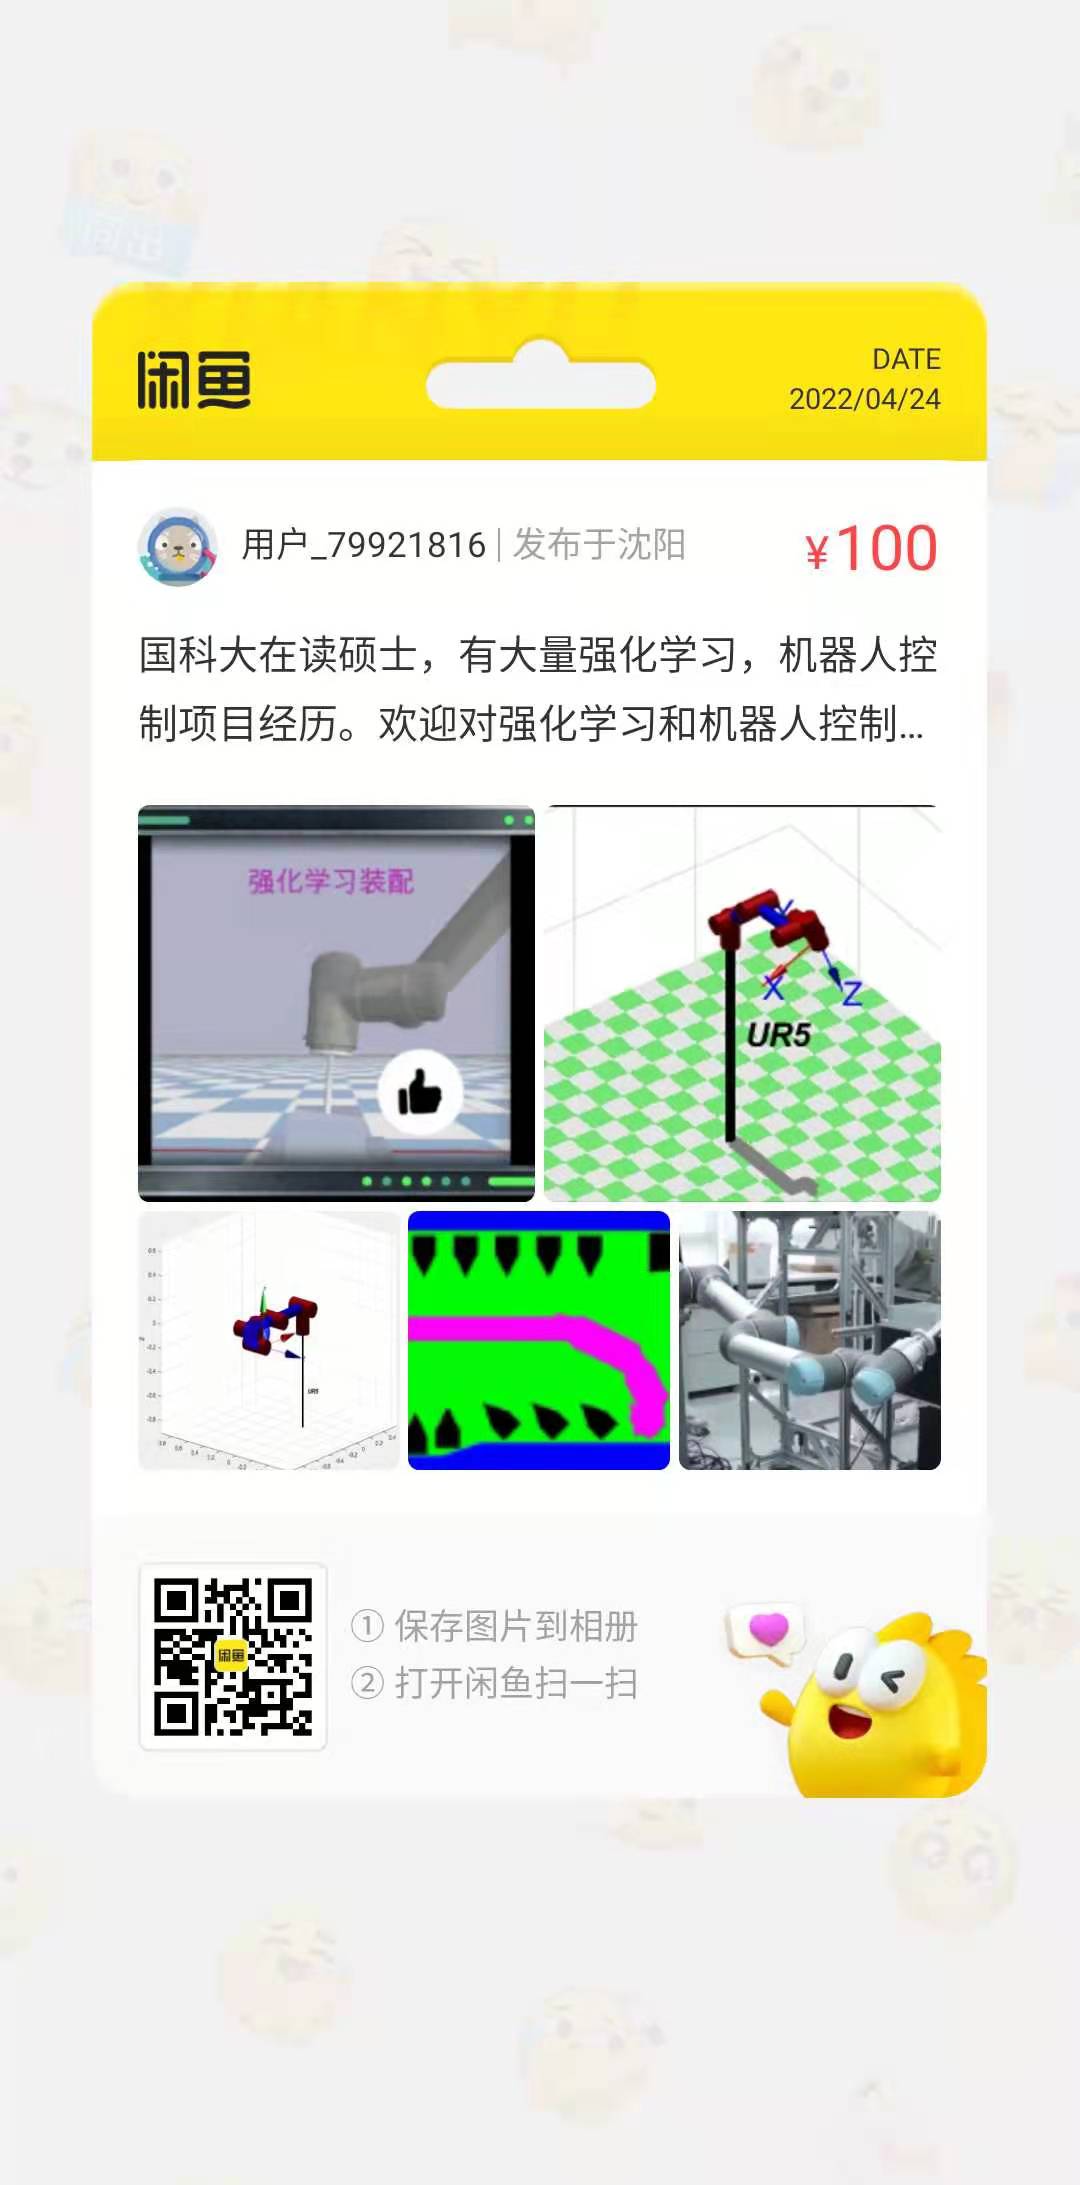 闲鱼
DATE
2022/04/24
用户_79921816 | 发布于沈阳
¥100
国科大在读硕士，有大量强化学习，机器人控
制项目经历。欢迎对强化学习和机器人控制...
强化学习装配
X
Z
UR5
UR5
闲鱼
① 保存图片到相册
② 打开闲鱼扫一扫